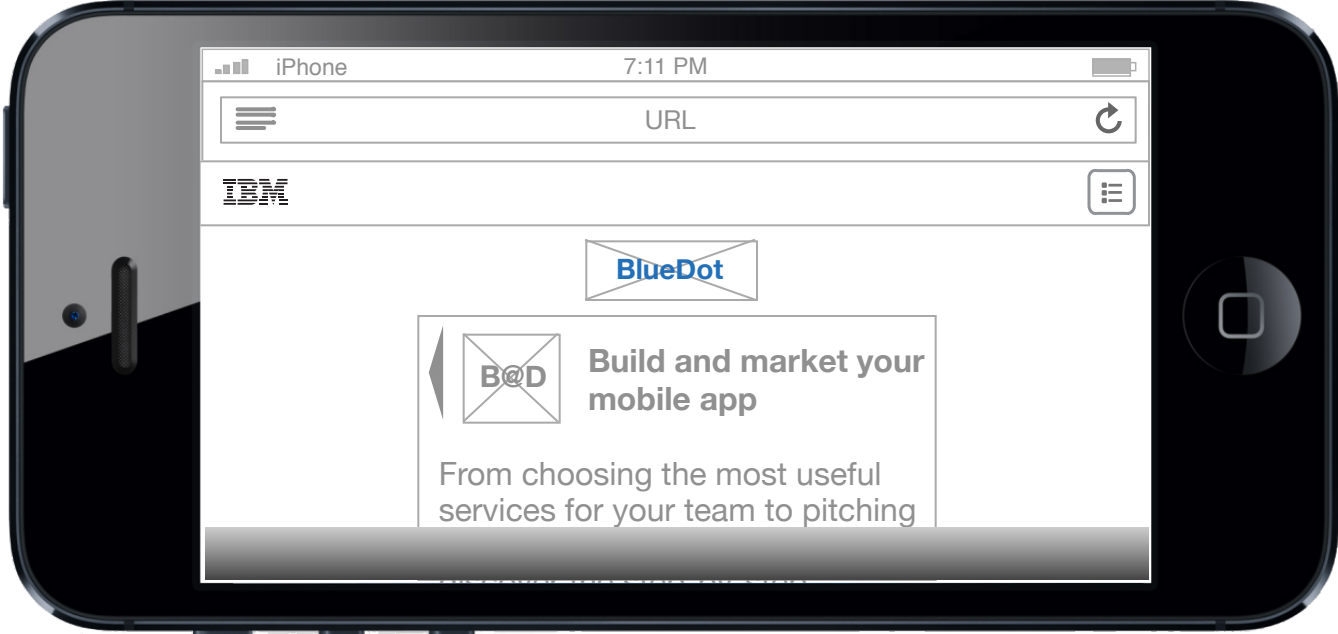 iPhone
7:11 PM
URL
IBM
BlueDot
B@D
Build and market your
mobile app
From choosing the most useful
services for your team to pitching